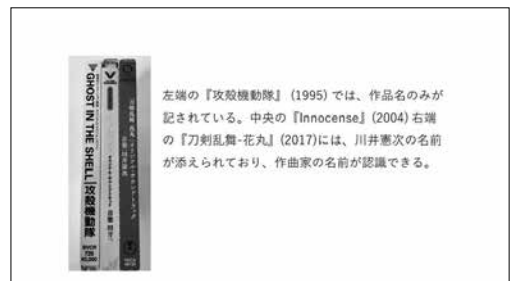 GHOST IN THE SHELL 攻殻機動隊
左端の『攻殻機動隊』 (1995) では、作品名のみが
記されている。中央の『Innocense』(2004) 右端
の『刀剣乱舞-花丸』(2017)には、川井憲次の名前
が添えられており、作曲家の名前が認識できる。